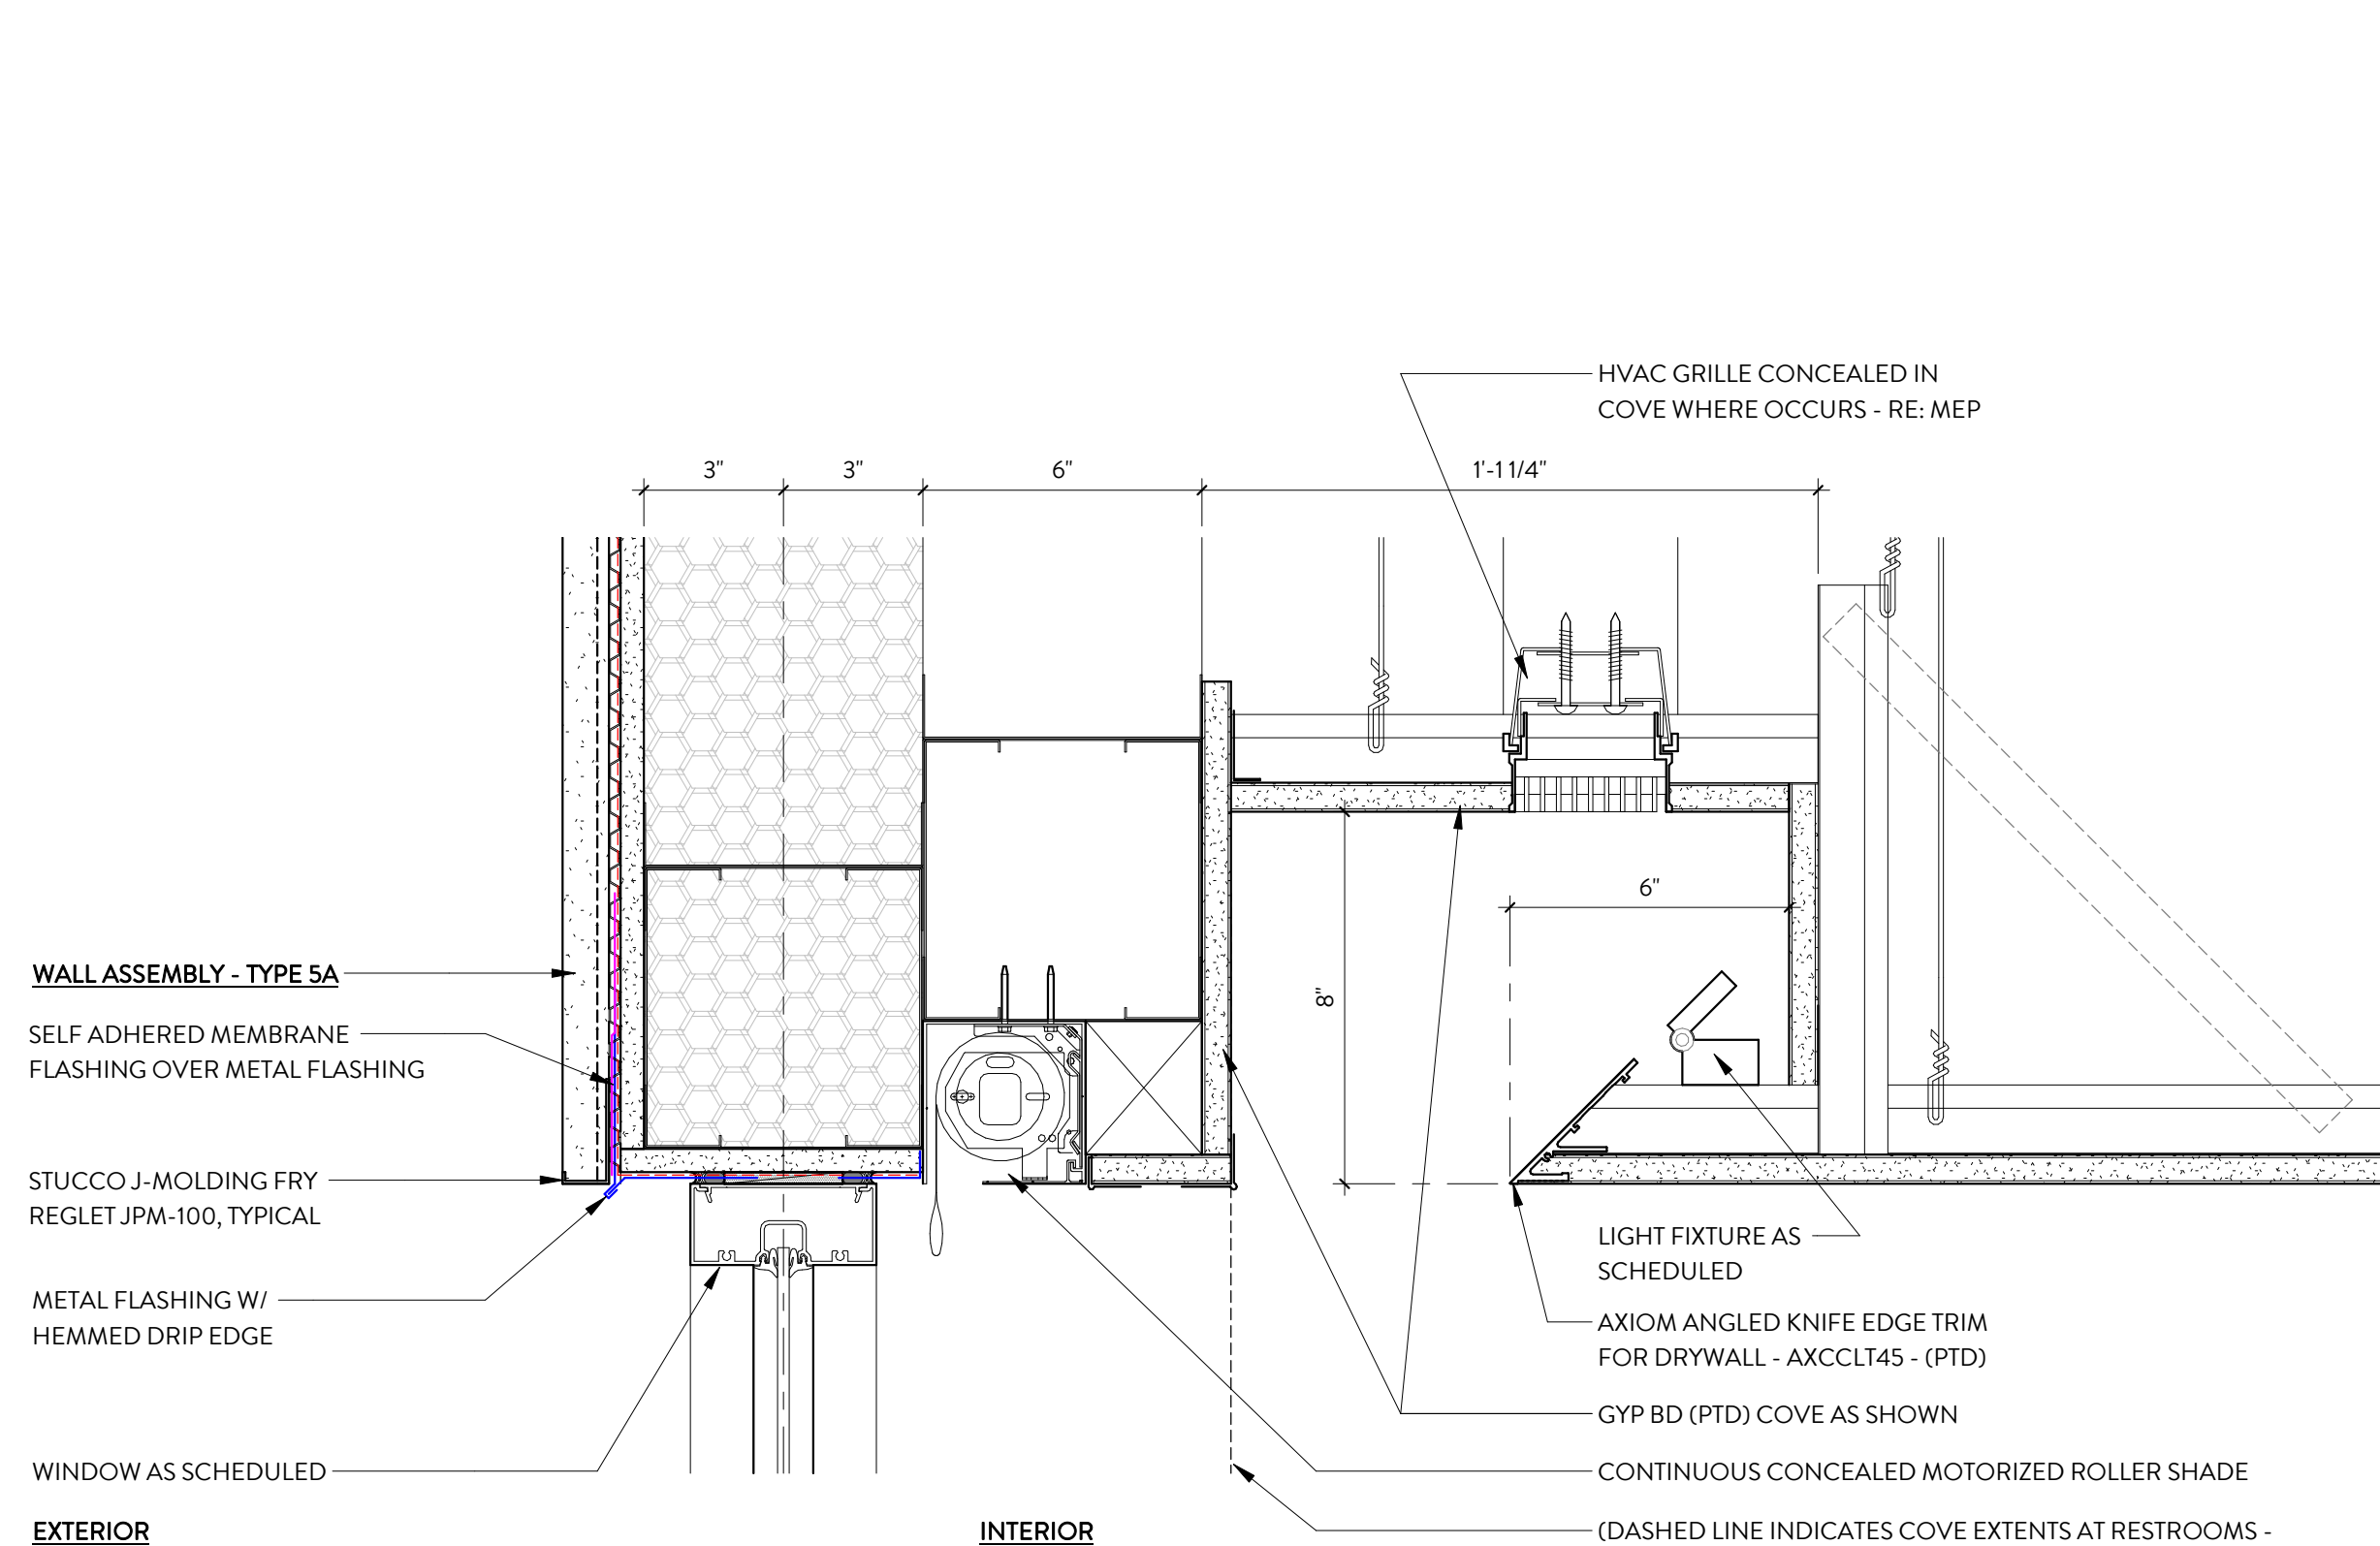 HVAC GRILLE CONCEALED IN
COVE WHERE OCCURS - RE: MEP
3" 3" 6" 1'-1 1/4"
6"
8"
WALL ASSEMBLY - TYPE 5A
SELF ADHERED MEMBRANE
FLASHING OVER METAL FLASHING
STUCCO J-MOLDING FRY
REGLET JPM-100, TYPICAL
METAL FLASHING W/
HEMMED DRIP EDGE
WINDOW AS SCHEDULED
EXTERIOR
INTERIOR
LIGHT FIXTURE AS
SCHEDULED
AXIOM ANGLED KNIFE EDGE TRIM
FOR DRYWALL - AXCCLT45 - (PTD)
GYP BD (PTD) COVE AS SHOWN
CONTINUOUS CONCEALED MOTORIZED ROLLER SHADE
(DASHED LINE INDICATES COVE EXTENTS AT RESTROOMS -